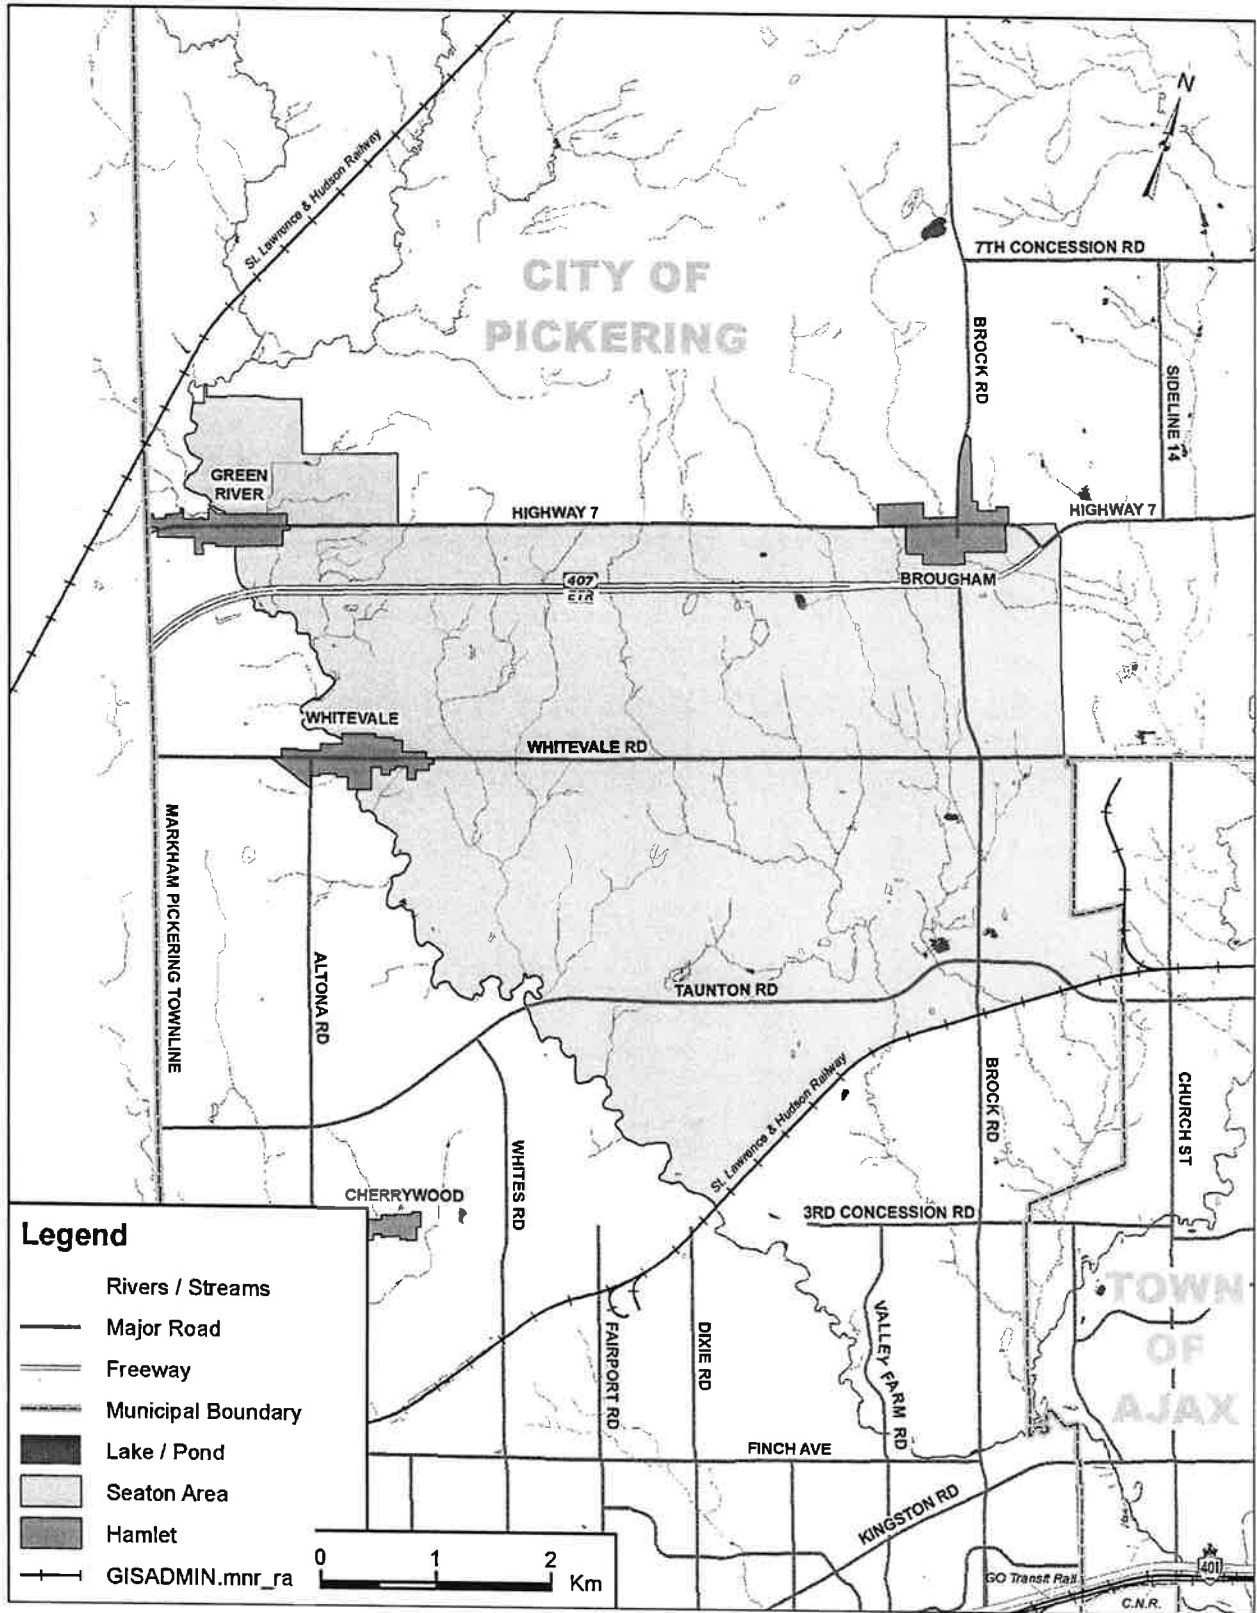 N
St. Lawrence & Hudson Railway
7TH CONCESSION RD
CITY OF
PICKERING
BROCK RD
SIDELINE 14
GREEN
RIVER
HIGHWAY 7
HIGHWAY 7
407
ETR
BROUGHAM
WHITEVALE
WHITEVALE RD
MARKHAM PICKERING TOWNLINE
ALTONA RD
TAUNTON RD
St. Lawrence & Hudson Railway
BROCK RD
CHURCH ST
WHITES RD
CHERRYWOOD
3RD CONCESSION RD
FAIRPORT RD
DIXIE RD
VALLEY FARM RD
TOWN
OF
AJAX
FINCH AVE
KINGSTON RD
401
GO Transit Rail
C.N.R.
Legend
Rivers / Streams
Major Road
Freeway
Municipal Boundary
Lake / Pond
Seaton Area
Hamlet
GISADMIN.mnr_ra
0 1 2
Km